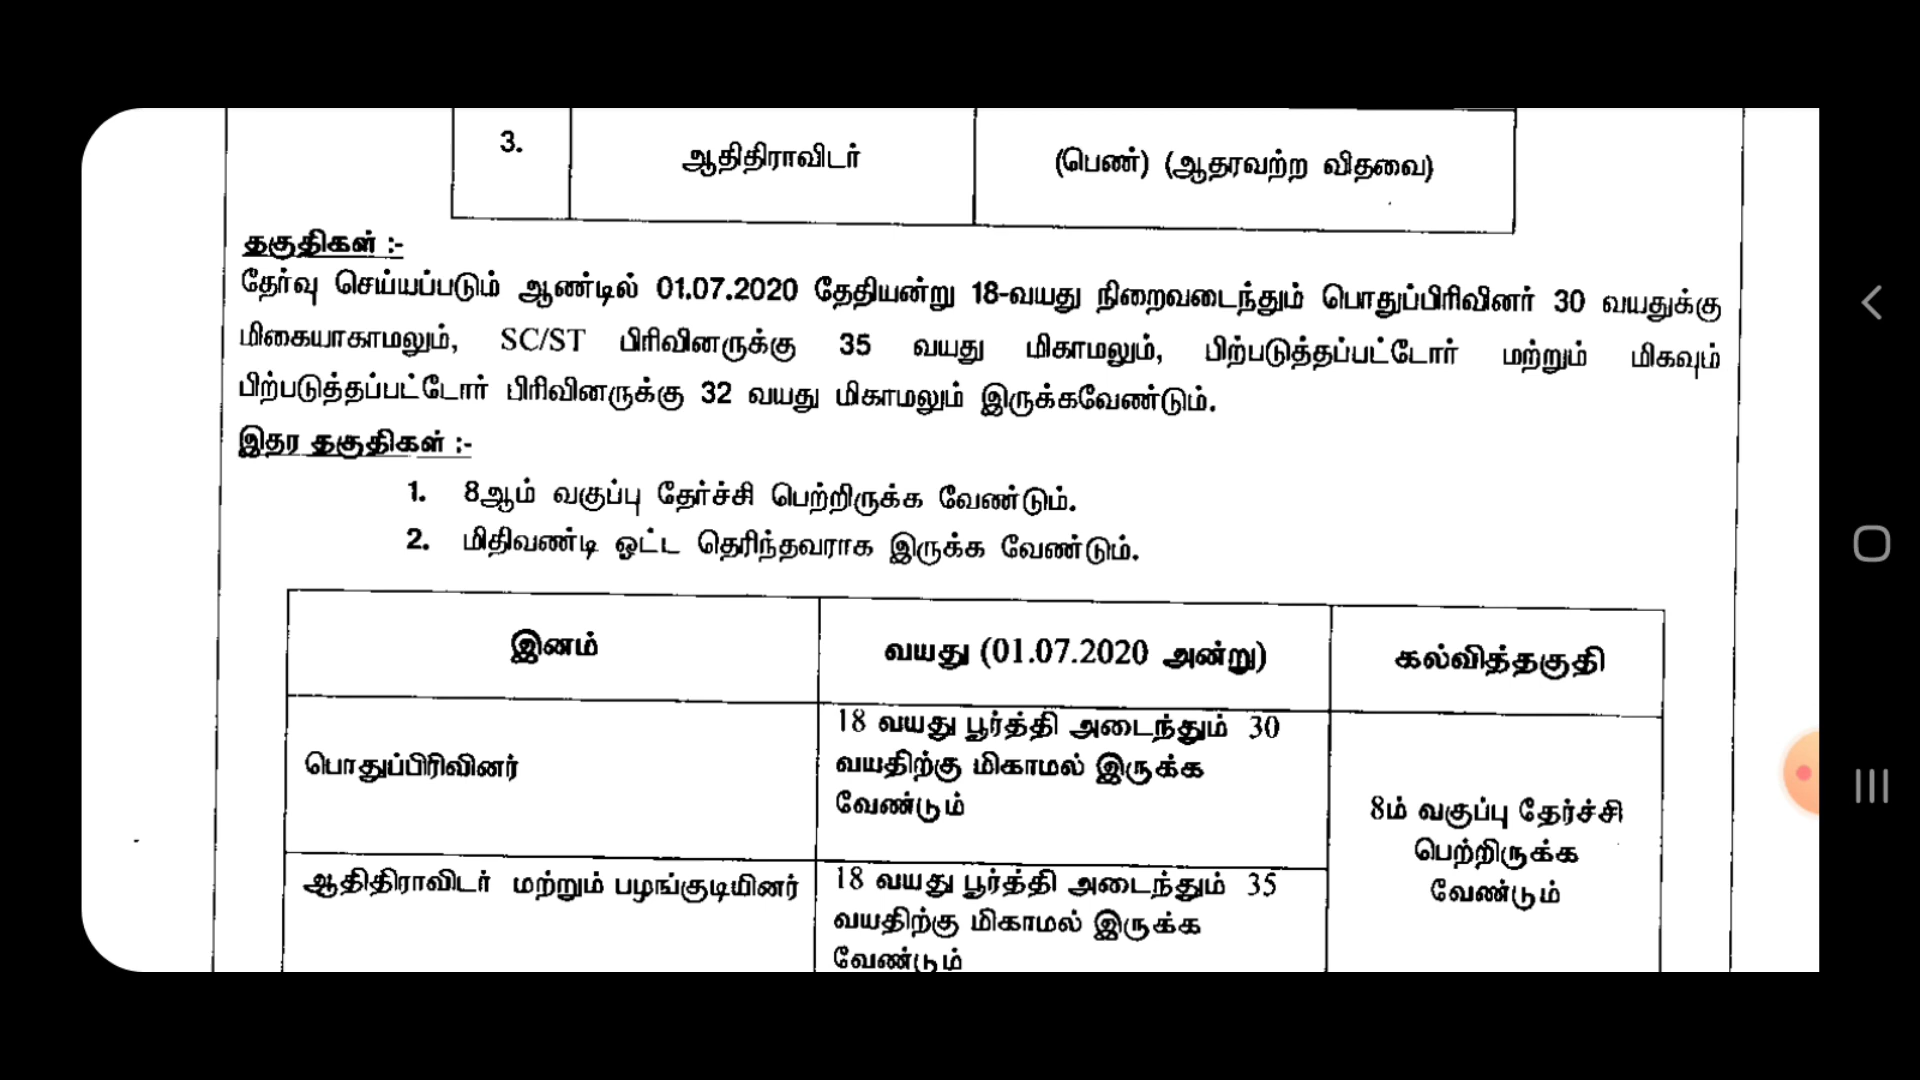 3. ஆதிதிராவிடர் (பெண்) (ஆதரவற்ற விதவை)
தகுதிகள் :-
தேர்வு செய்யப்படும் ஆண்டில் 01.07.2020 தேதியன்று 18-வயது நிறைவடைந்தும் பொதுப்பிரிவினர் 30 வயதுக்கு
மிகையாகாமலும், SC/ST பிரிவினருக்கு 35 வயது மிகாமலும், பிற்படுத்தப்பட்டோர் மற்றும் மிகவும்
பிற்படுத்தப்பட்டோர் பிரிவினருக்கு 32 வயது மிகாமலும் இருக்கவேண்டும்.
இதர தகுதிகள் :-
1. 8ஆம் வகுப்பு தேர்ச்சி பெற்றிருக்க வேண்டும்.
2. மிதிவண்டி ஓட்ட தெரிந்தவராக இருக்க வேண்டும்.
இனம் வயது (01.07.2020 அன்று) கல்வித்தகுதி
பொதுப்பிரிவினர்
18 வயது பூர்த்தி அடைந்தும் 30
வயதிற்கு மிகாமல் இருக்க
வேண்டும்
ஆதிதிராவிடர் மற்றும் பழங்குடியினர்
18 வயது பூர்த்தி அடைந்தும் 35
வயதிற்கு மிகாமல் இருக்க
வேண்டும்
8ம் வகுப்பு தேர்ச்சி
பெற்றிருக்க
வேண்டும்